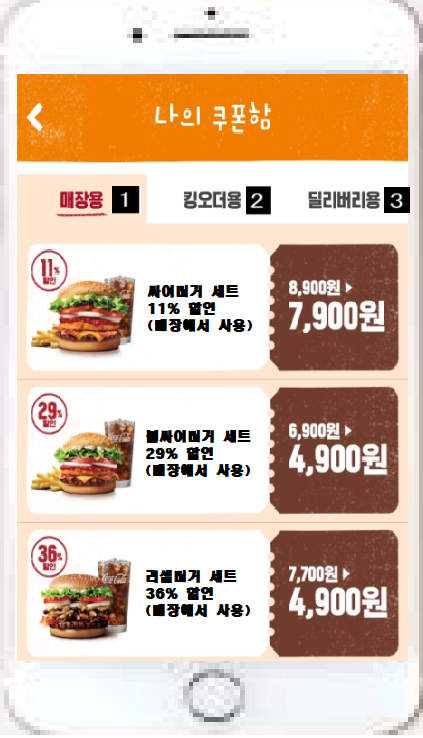 나의 쿠폰함
매장용 1 킹오더용 2 딜리버리용 3
11% 할인
싸이버거 세트
11% 할인
(매장에서 사용)
8,900원
7,900원
29% 할인
불싸이버거 세트
29% 할인
(매장에서 사용)
6,900원
4,900원
36% 할인
리샐버거 세트
36% 할인
(매장에서 사용)
7,700원
4,900원